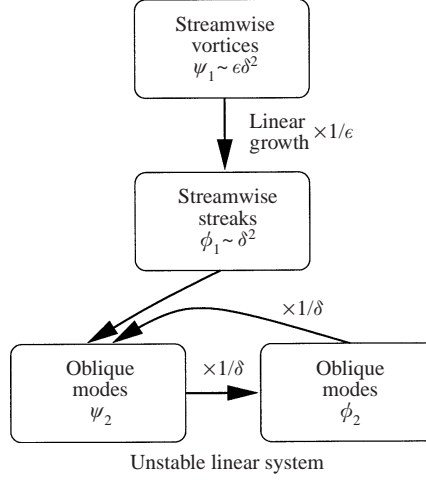 Streamwise
vortices
ψ₁ ~ ϵδ²
Linear
growth ×1/ϵ
Streamwise
streaks
ϕ₁ ~ δ²
×1/δ
Oblique
modes
ψ₂
×1/δ
Oblique
modes
ϕ₂
Unstable linear system